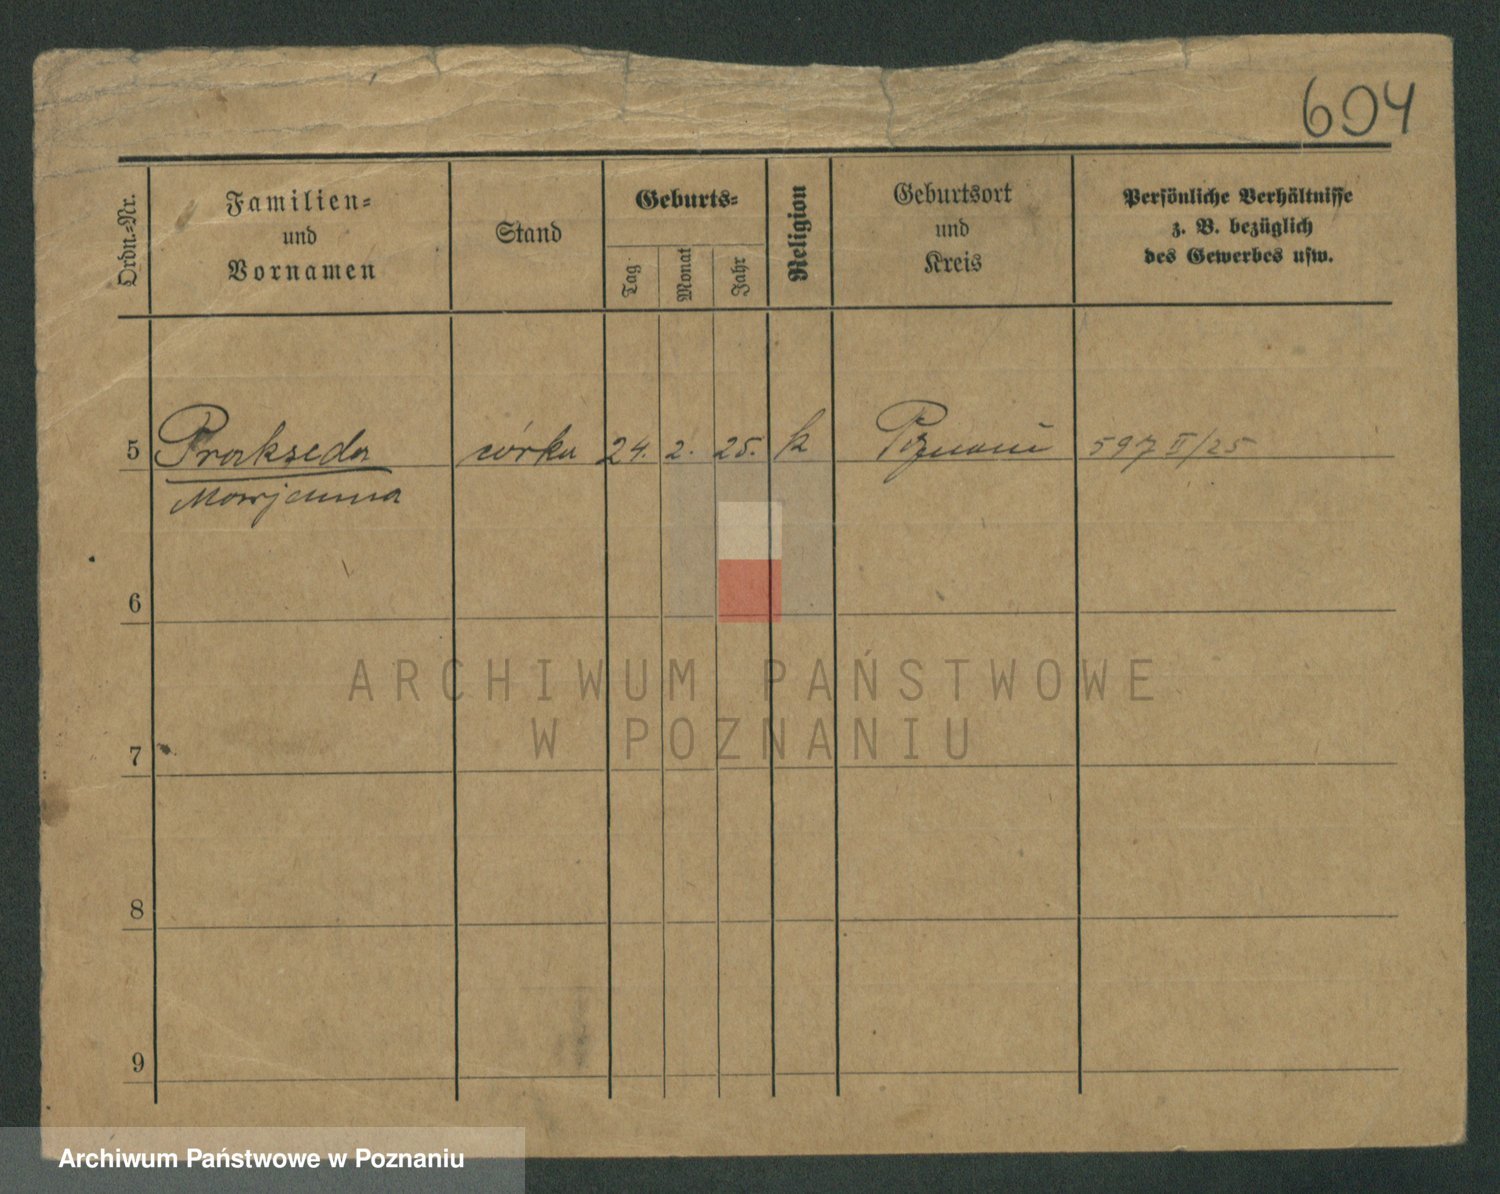 604
Ordn.-Nr.
Familien-
und
Vornamen
Stand
Geburts-
Tag
Monat
Jahr
Religion
Geburtsort
und
Kreis
Persönliche Verhältnisse
z. B. bezüglich
des Gewerbes usw.
5 Prakseda córka 24. 2. 25. k Poznań 597 II/25
Marjanna
6
ARCHIWUM PAŃSTWOWE
W POZNANIU
7
8
9
Archiwum Państwowe w Poznaniu